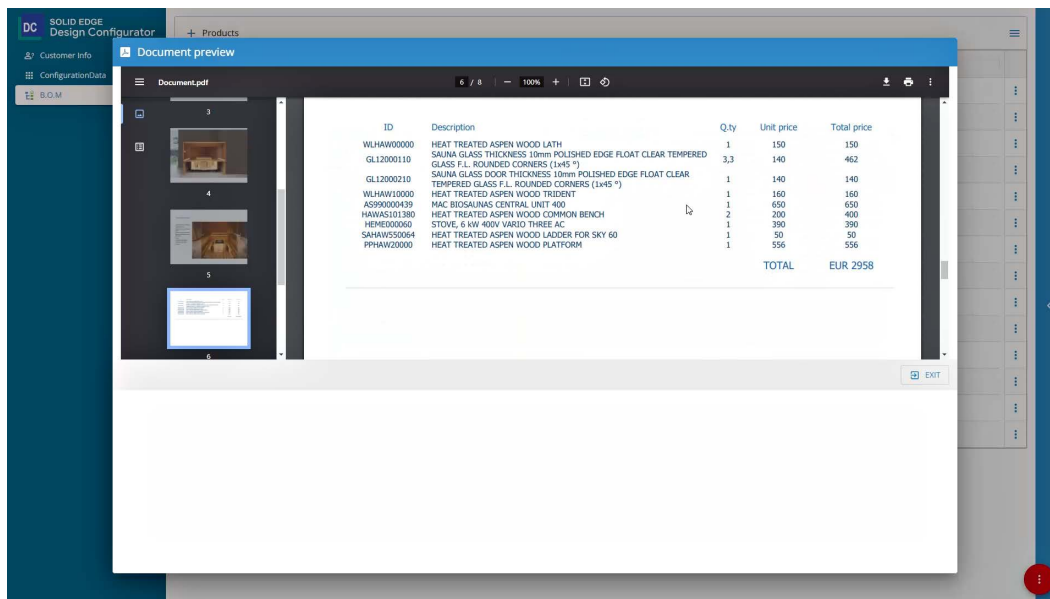 DC
SOLID EDGE
Design Configurator
+ Products
Customer Info
ConfigurationData
B.O.M
Document preview
Document.pdf
6 / 8
100%
3
4
5
6
ID Description Q.ty Unit price Total price
WLHAW00000 HEAT TREATED ASPEN WOOD LATH 1 150 150
SAUNA GLASS THICKNESS 10mm POLISHED EDGE FLOAT CLEAR TEMPERED
GL12000110 GLASS F.L. ROUNDED CORNERS (1x45 °) 3,3 140 462
SAUNA GLASS DOOR THICKNESS 10mm POLISHED EDGE FLOAT CLEAR
GL12000210 TEMPERED GLASS F.L. ROUNDED CORNERS (1x45 °) 1 140 140
WLHAW10000 HEAT TREATED ASPEN WOOD TRIDENT 1 160 160
AS990000439 MAC BIOSAUNAS CENTRAL UNIT 400 1 650 650
HAWAS101380 HEAT TREATED ASPEN WOOD COMMON BENCH 2 200 400
HEME000060 STOVE, 6 kW 400V VARIO THREE AC 1 390 390
SAHAW550064 HEAT TREATED ASPEN WOOD LADDER FOR SKY 60 1 50 50
PPHAW20000 HEAT TREATED ASPEN WOOD PLATFORM 1 556 556
TOTAL EUR 2958
EXIT